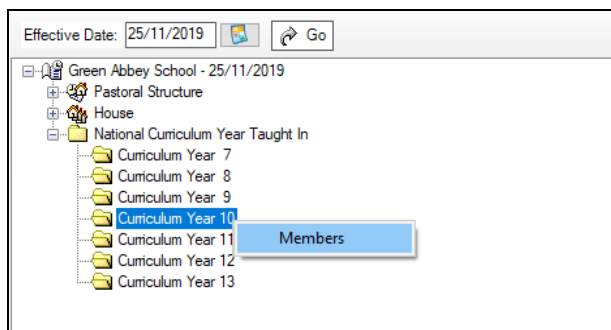 Effective Date: 25/11/2019 Go
Green Abbey School - 25/11/2019
Pastoral Structure
House
National Curriculum Year Taught In
Curriculum Year 7
Curriculum Year 8
Curriculum Year 9
Curriculum Year 10
Members
Curriculum Year 11
Curriculum Year 12
Curriculum Year 13